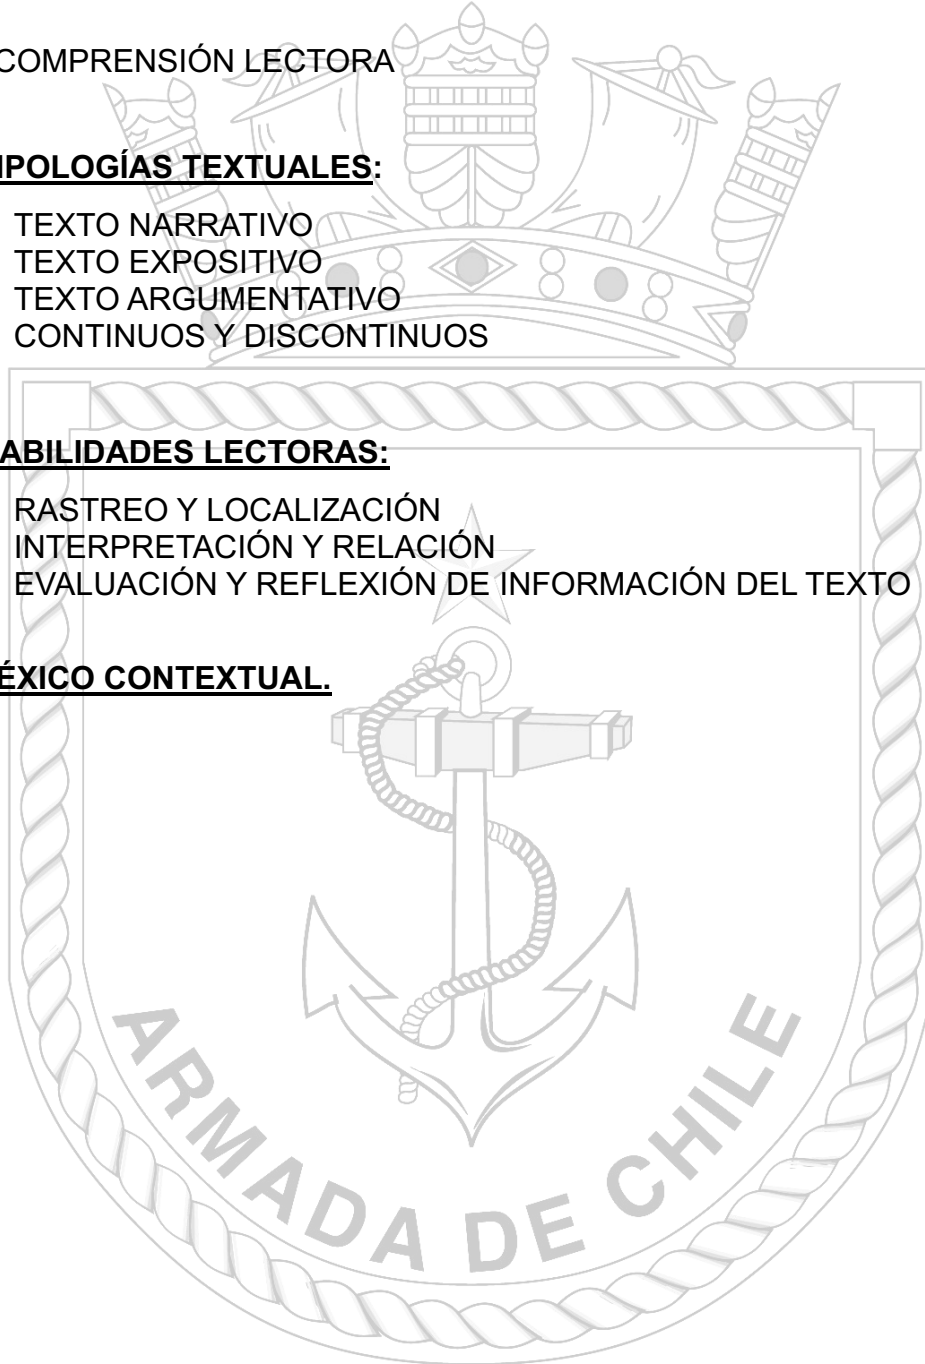 COMPRENSIÓN LECTORA
IPOLOGÍAS TEXTUALES:
TEXTO NARRATIVO
TEXTO EXPOSITIVO
TEXTO ARGUMENTATIVO
CONTINUOS Y DISCONTINUOS
ABILIDADES LECTORAS:
RASTREO Y LOCALIZACIÓN
INTERPRETACIÓN Y RELACIÓN
EVALUACIÓN Y REFLEXIÓN DE INFORMACIÓN DEL TEXTO
ÉXICO CONTEXTUAL.
ARMADA DE CHILE